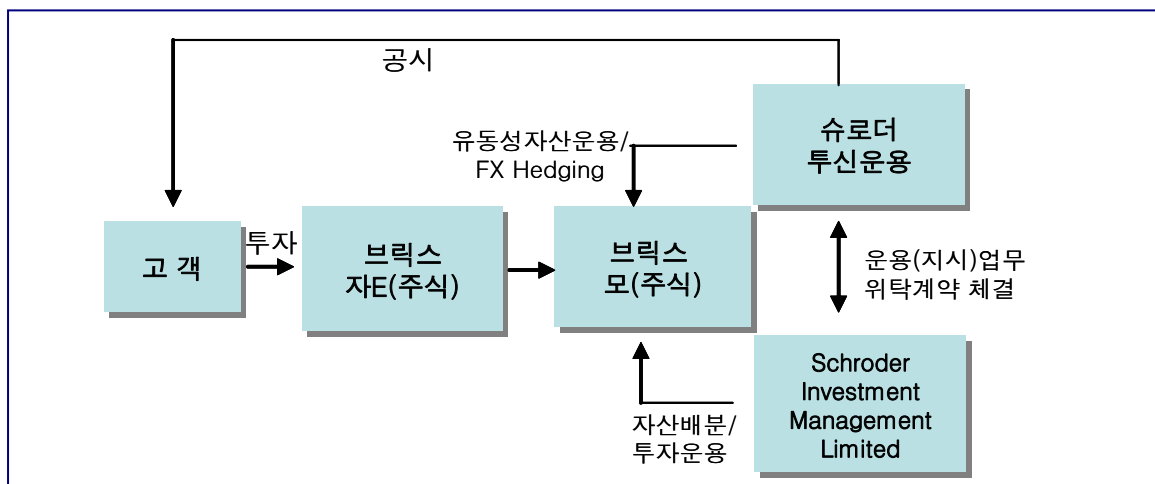 공시
슈로더
투신운용
유동성자산운용/
FX Hedging
고 객
투자
브릭스
자E(주식)
브릭스
모(주식)
운용(지시)업무
위탁계약 체결
Schroder
Investment
Management
Limited
자산배분/
투자운용